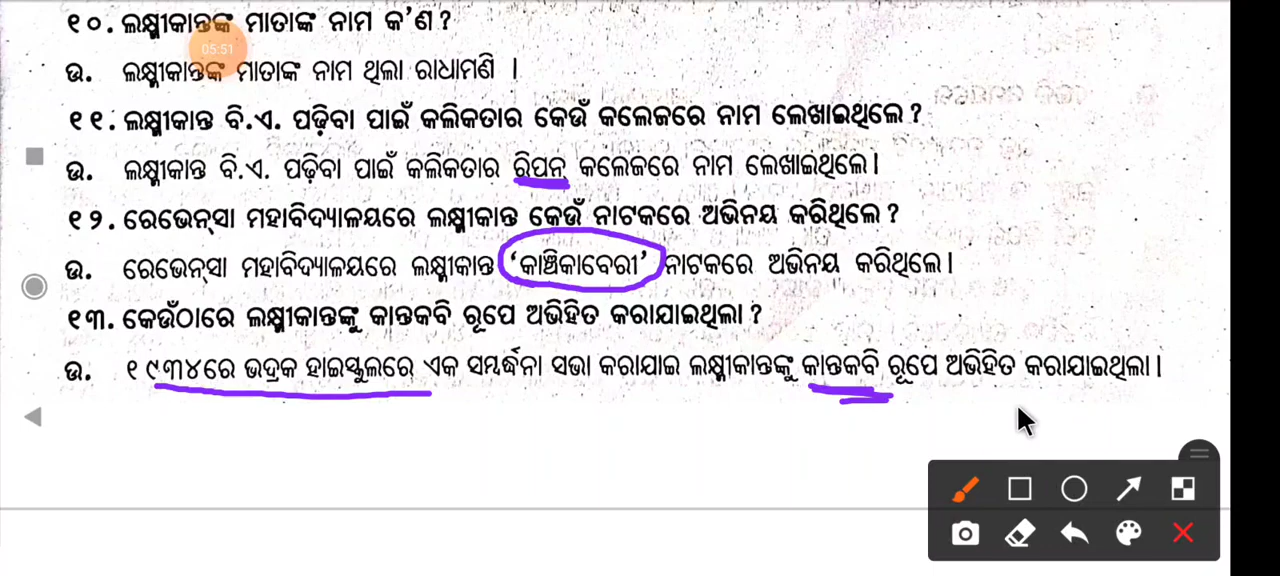 ୧୦. ଲକ୍ଷ୍ମୀକାନ୍ତଙ୍କ ମାତାଙ୍କ ନାମ କ'ଣ ?
05:51
ଉ. ଲକ୍ଷ୍ମୀକାନ୍ତଙ୍କ ମାତାଙ୍କ ନାମ ଥିଲା ରାଧାମଣି ।
୧୧. ଲକ୍ଷ୍ମୀକାନ୍ତ ବି.ଏ. ପଢ଼ିବା ପାଇଁ କଲିକତାର କେଉଁ କଲେଜରେ ନାମ ଲେଖାଇଥିଲେ ?
ଉ. ଲକ୍ଷ୍ମୀକାନ୍ତ ବି.ଏ. ପଢ଼ିବା ପାଇଁ କଲିକତାର ରିପନ୍ କଲେଜରେ ନାମ ଲେଖାଇଥିଲେ ।
୧୨. ରେଭେନ୍‌ସା ମହାବିଦ୍ୟାଳୟରେ ଲକ୍ଷ୍ମୀକାନ୍ତ କେଉଁ ନାଟକରେ ଅଭିନୟ କରିଥିଲେ ?
ଉ. ରେଭେନ୍‌ସା ମହାବିଦ୍ୟାଳୟରେ ଲକ୍ଷ୍ମୀକାନ୍ତ ‘କାଞ୍ଚିକାବେରୀ’ ନାଟକରେ ଅଭିନୟ କରିଥିଲେ ।
୧୩. କେଉଁଠାରେ ଲକ୍ଷ୍ମୀକାନ୍ତଙ୍କୁ କାନ୍ତକବି ରୂପେ ଅଭିହିତ କରାଯାଇଥିଲା ?
ଉ. ୧୯୩୪ରେ ଭଦ୍ରକ ହାଇସ୍କୁଲରେ ଏକ ସମ୍ବର୍ଦ୍ଧନା ସଭା କରାଯାଇ ଲକ୍ଷ୍ମୀକାନ୍ତଙ୍କୁ କାନ୍ତକବି ରୂପେ ଅଭିହିତ କରାଯାଇଥିଲା ।